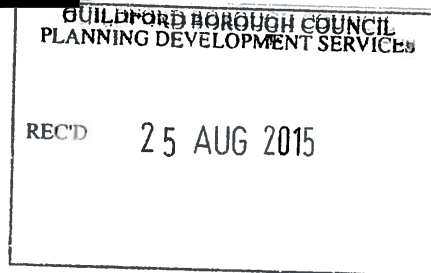 GUILDFORD BOROUGH COUNCIL
PLANNING DEVELOPMENT SERVICES
REC'D 25 AUG 2015